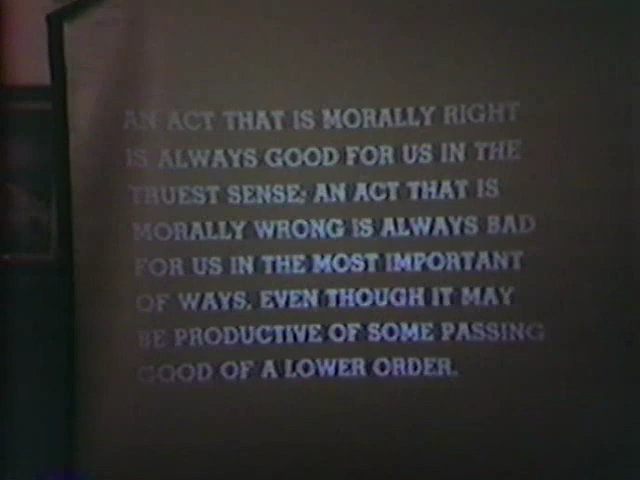 AN ACT THAT IS MORALLY RIGHT
IS ALWAYS GOOD FOR US IN THE
TRUEST SENSE; AN ACT THAT IS
MORALLY WRONG IS ALWAYS BAD
FOR US IN THE MOST IMPORTANT
OF WAYS, EVEN THOUGH IT MAY
BE PRODUCTIVE OF SOME PASSING
GOOD OF A LOWER ORDER.